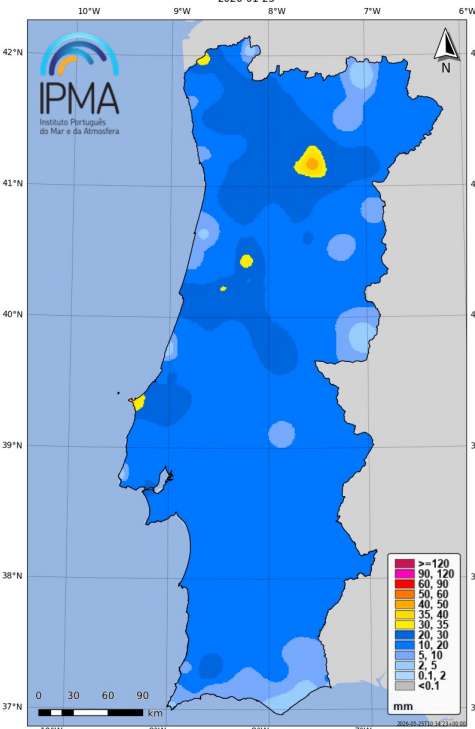 10°W 9°W 8°W 7°W 6°W
42°N
IPMA
Instituto Português
do Mar e da Atmosfera
N
41°N
40°N
39°N
38°N
37°N
>=120
90, 120
60, 90
50, 60
40, 50
35, 40
30, 35
20, 30
10, 20
5, 10
2, 5
0.1, 2
<0.1
mm
0 30 60 90
km